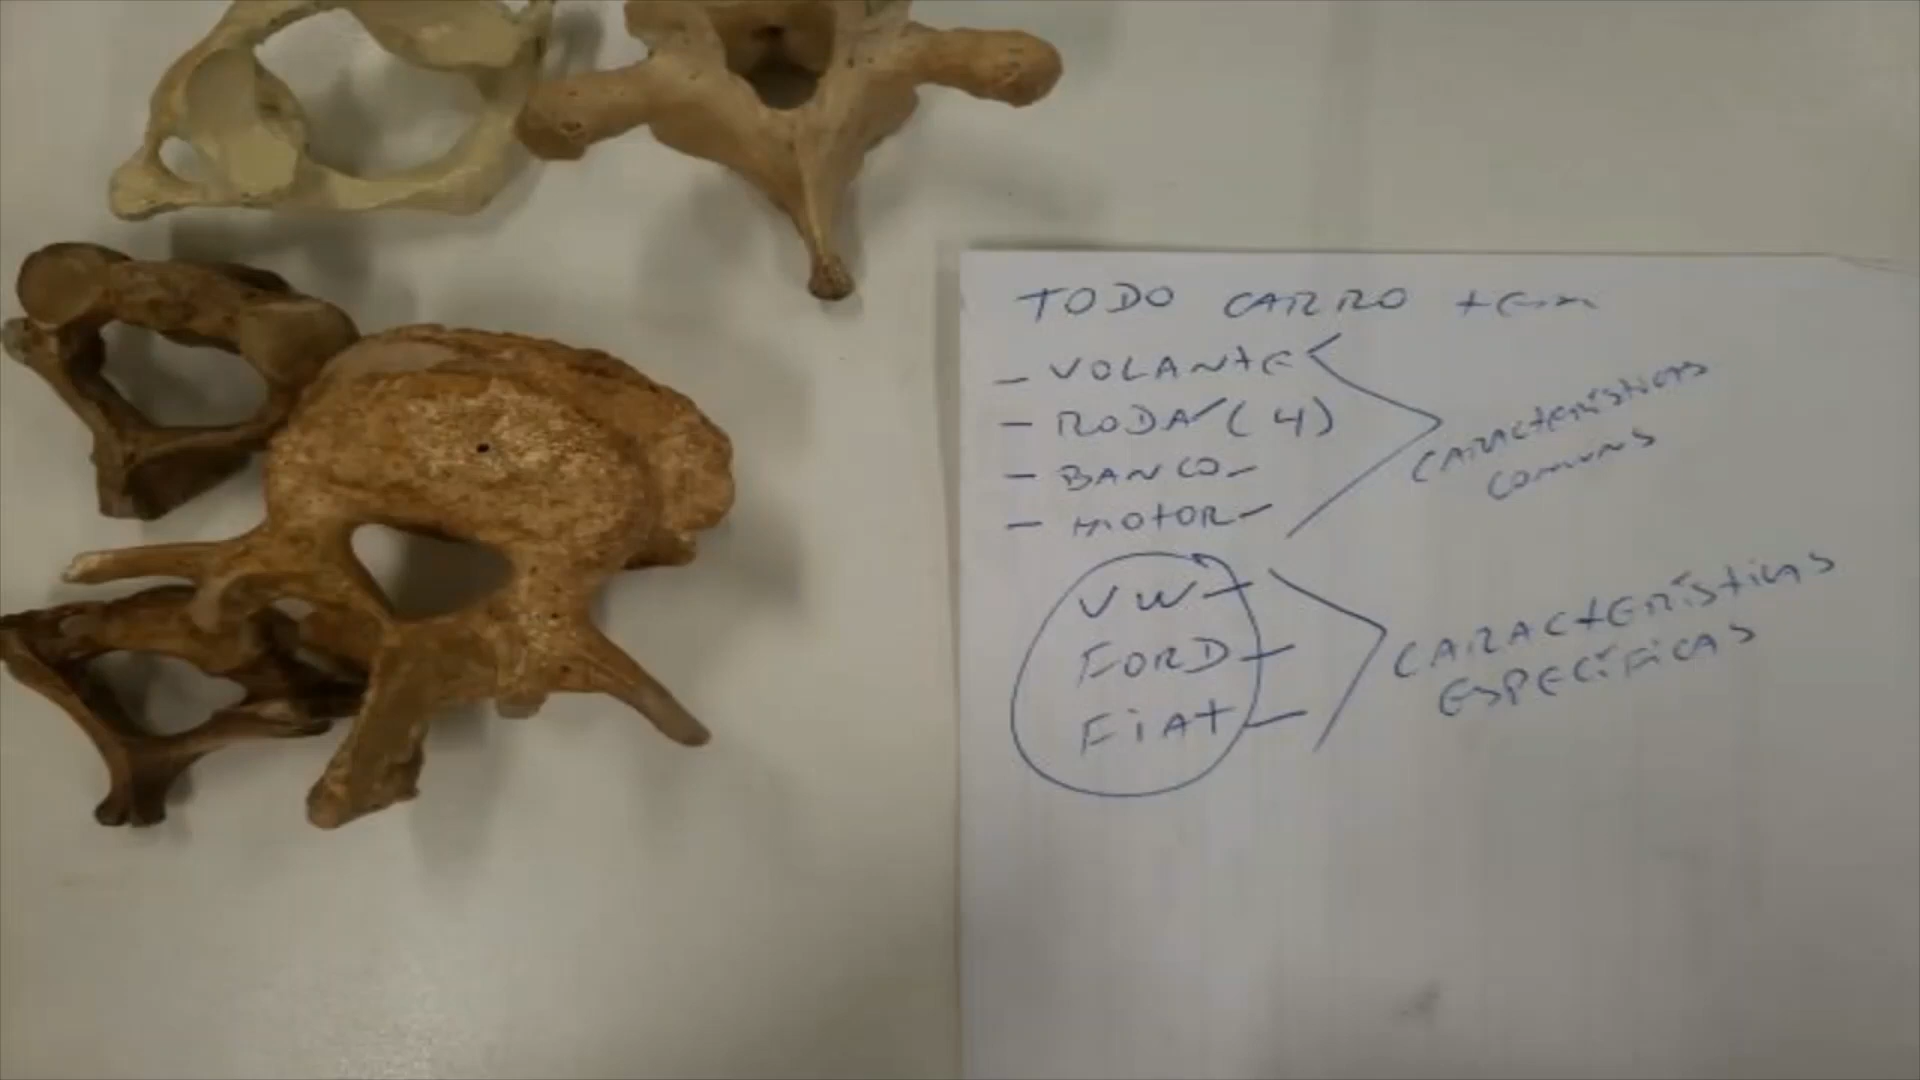 TODO CARRO tem
- VOLANTE
- RODA (4)
- BANCO
- MOTOR
CARACTERÍSTICAS
COMUNS
VW
FORD
FIAT
CARACTERÍSTICAS
ESPECÍFICAS